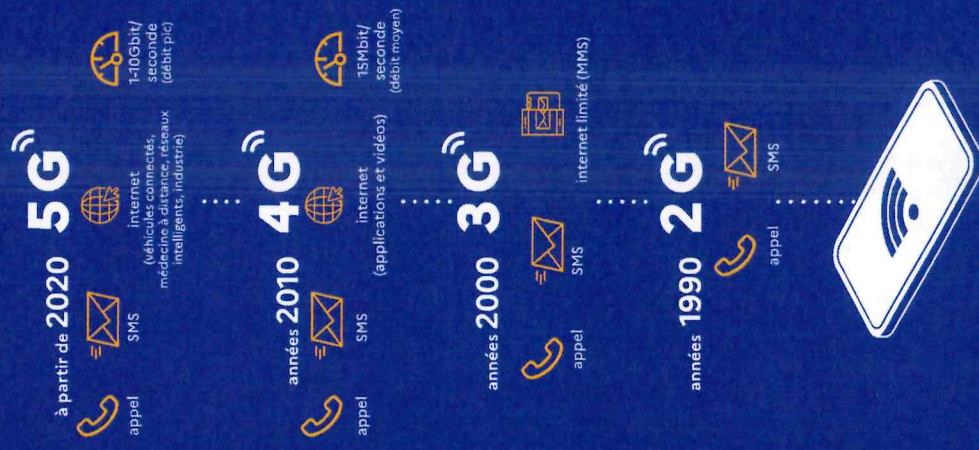 à partir de 2020 5G
appel
SMS
internet
(véhicules connectés,
médecine à distance, réseaux
intelligents, industrie)
1-10Gbit/
seconde
(débit pic)
années 2010 4G
appel
SMS
internet
(applications et vidéos)
15Mbit/
seconde
(débit moyen)
années 2000 3G
appel
SMS
internet limité (MMS)
années 1990 2G
appel
SMS